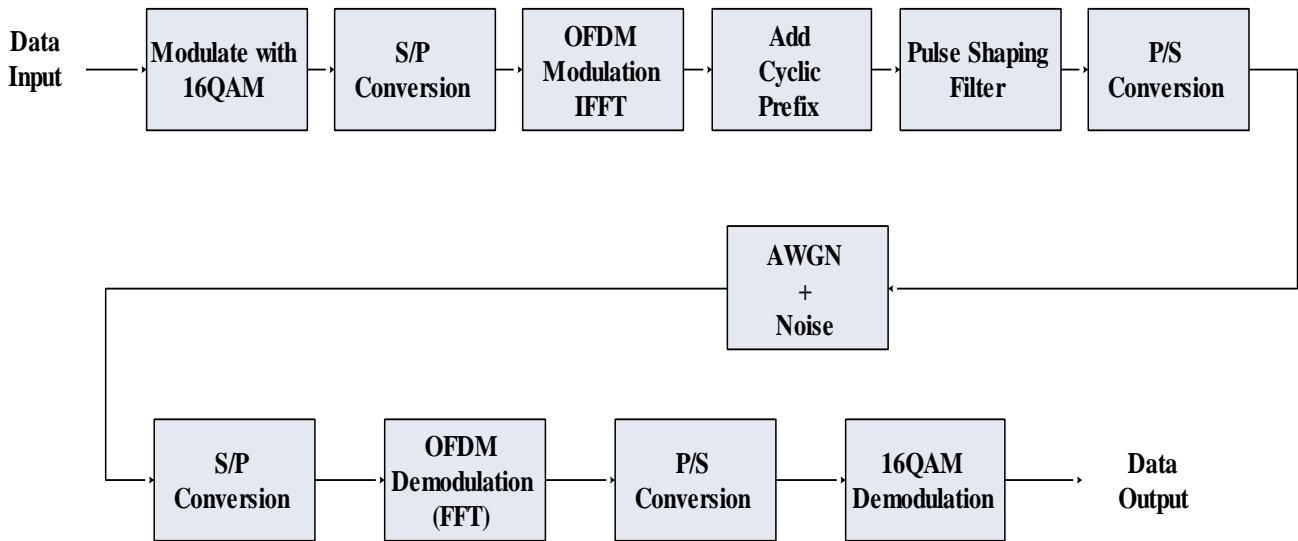 Data
Input
Modulate with
16QAM
S/P
Conversion
OFDM
Modulation
IFFT
Add
Cyclic
Prefix
Pulse Shaping
Filter
P/S
Conversion
AWGN
+
Noise
S/P
Conversion
OFDM
Demodulation
(FFT)
P/S
Conversion
16QAM
Demodulation
Data
Output